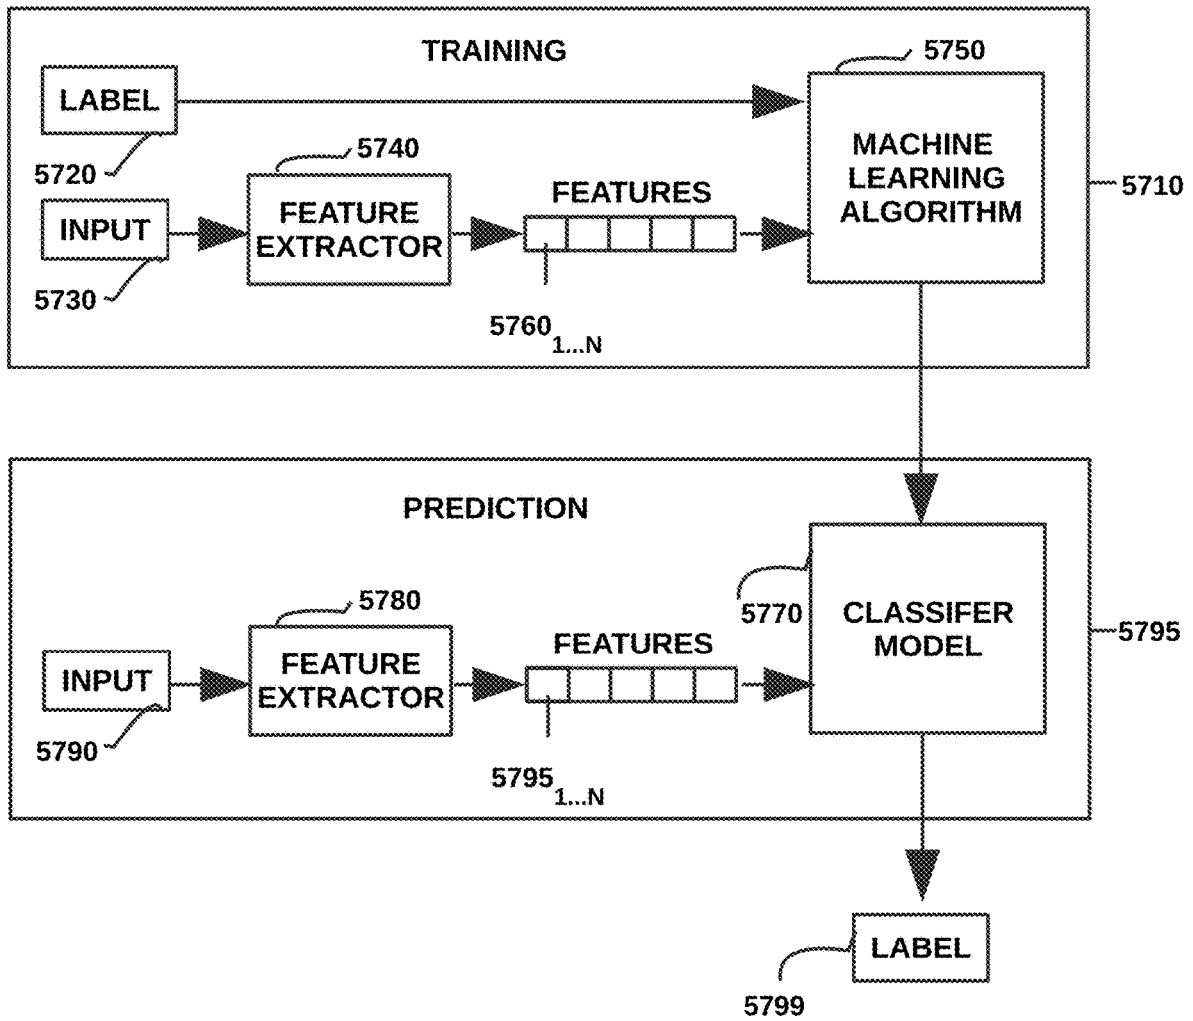 TRAINING
5750
LABEL
5720
5740
MACHINE
LEARNING
ALGORITHM
5710
FEATURES
INPUT
FEATURE
EXTRACTOR
5730
5760
1...N
PREDICTION
5770
CLASSIFER
MODEL
5795
5780
FEATURES
INPUT
FEATURE
EXTRACTOR
5790
5795
1...N
LABEL
5799